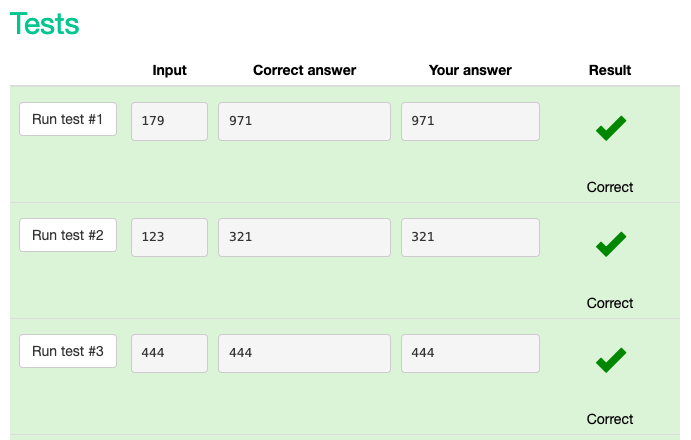 Tests
Input Correct answer Your answer Result
Run test #1 179 971 971
Correct
Run test #2 123 321 321
Correct
Run test #3 444 444 444
Correct